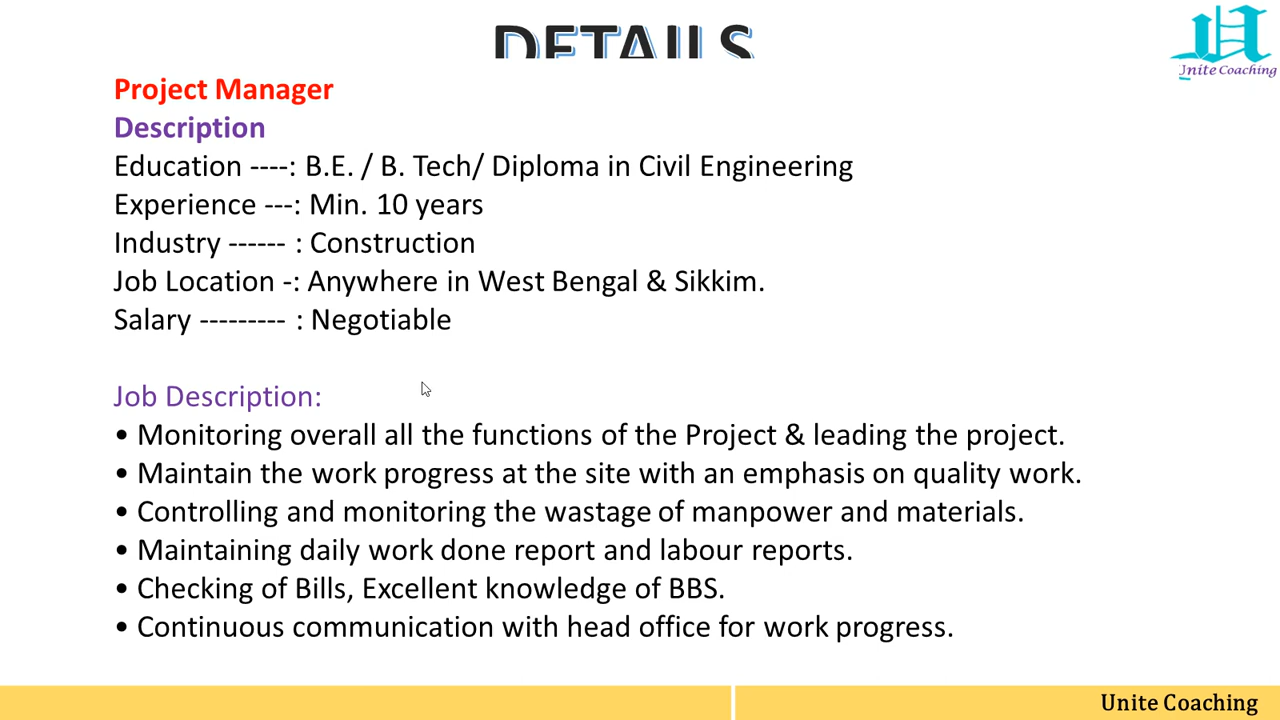 DETAILS
Unite Coaching
Project Manager
Description
Education ----: B.E. / B. Tech/ Diploma in Civil Engineering
Experience ---: Min. 10 years
Industry ------ : Construction
Job Location -: Anywhere in West Bengal & Sikkim.
Salary --------- : Negotiable
Job Description:
• Monitoring overall all the functions of the Project & leading the project.
• Maintain the work progress at the site with an emphasis on quality work.
• Controlling and monitoring the wastage of manpower and materials.
• Maintaining daily work done report and labour reports.
• Checking of Bills, Excellent knowledge of BBS.
• Continuous communication with head office for work progress.
Unite Coaching